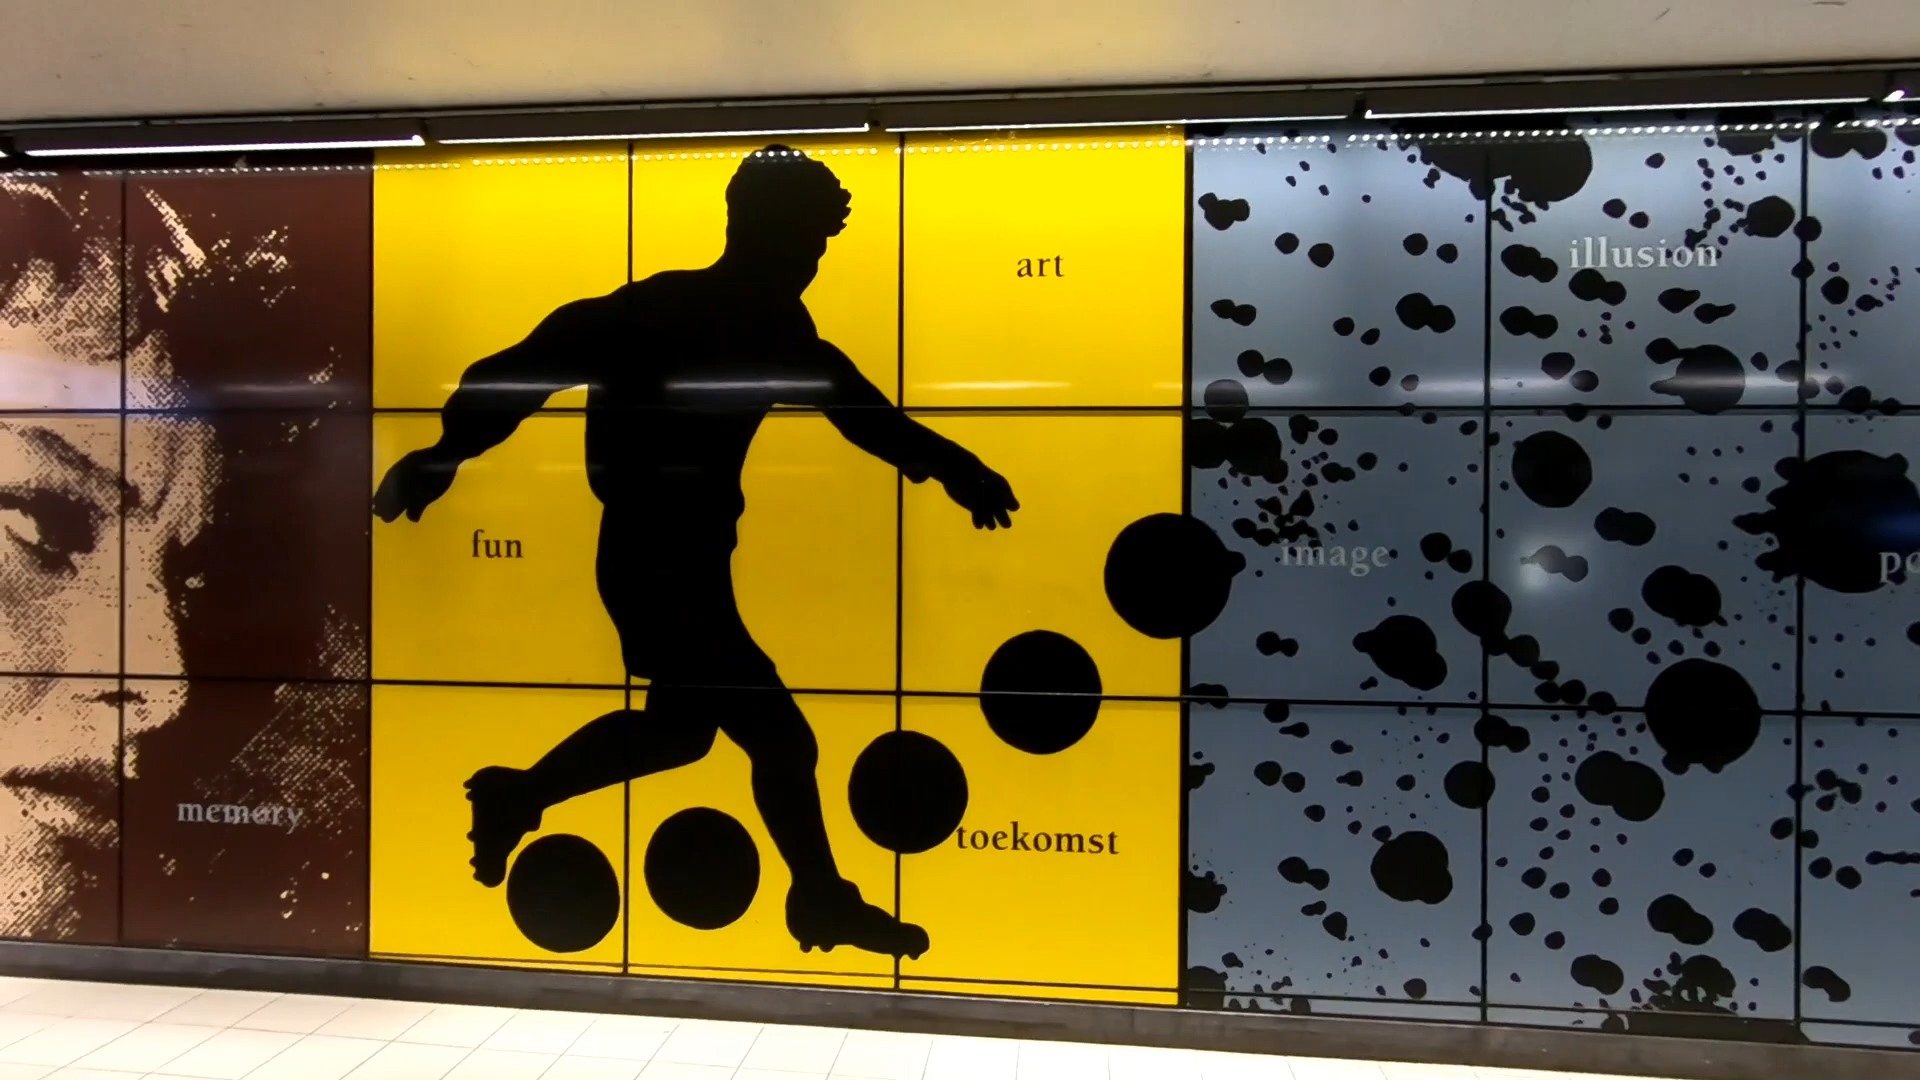 memory
fun
art
toekomst
illusion
image